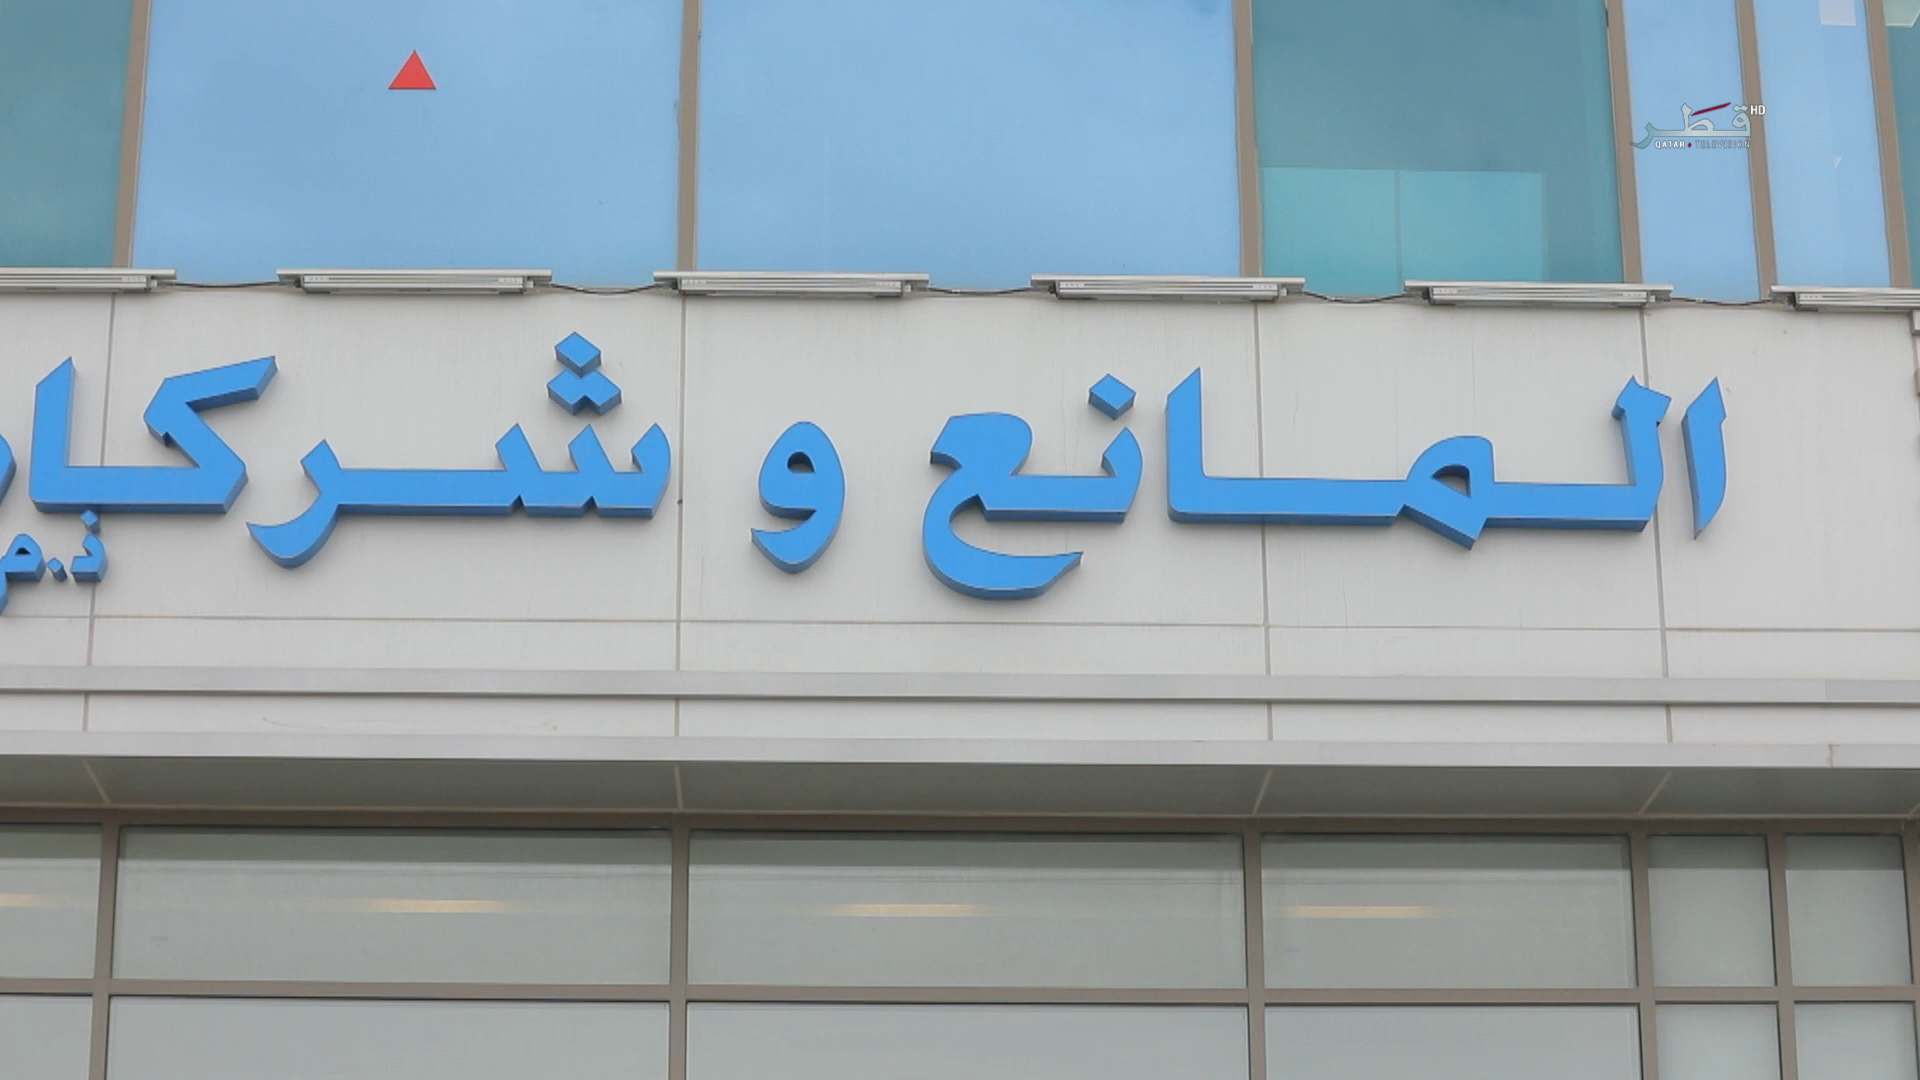 المانع و شركا
ذ.م
قطر HD
QATAR TELEVISION